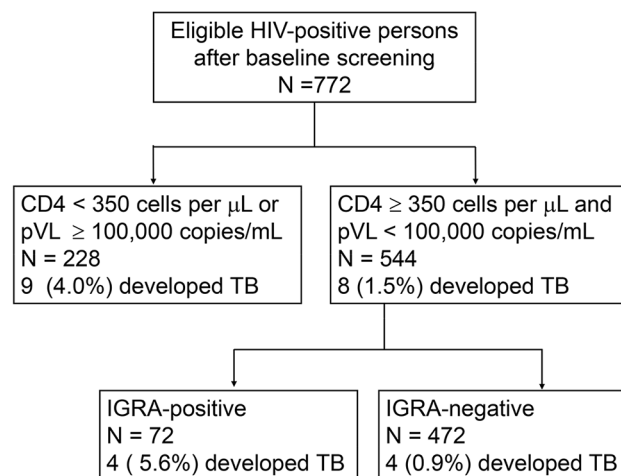 Eligible HIV-positive persons
after baseline screening
N =772
CD4 < 350 cells per μL or
pVL ≥ 100,000 copies/mL
N = 228
9 (4.0%) developed TB
CD4 ≥ 350 cells per μL and
pVL < 100,000 copies/mL
N = 544
8 (1.5%) developed TB
IGRA-positive
N = 72
4 ( 5.6%) developed TB
IGRA-negative
N = 472
4 (0.9%) developed TB